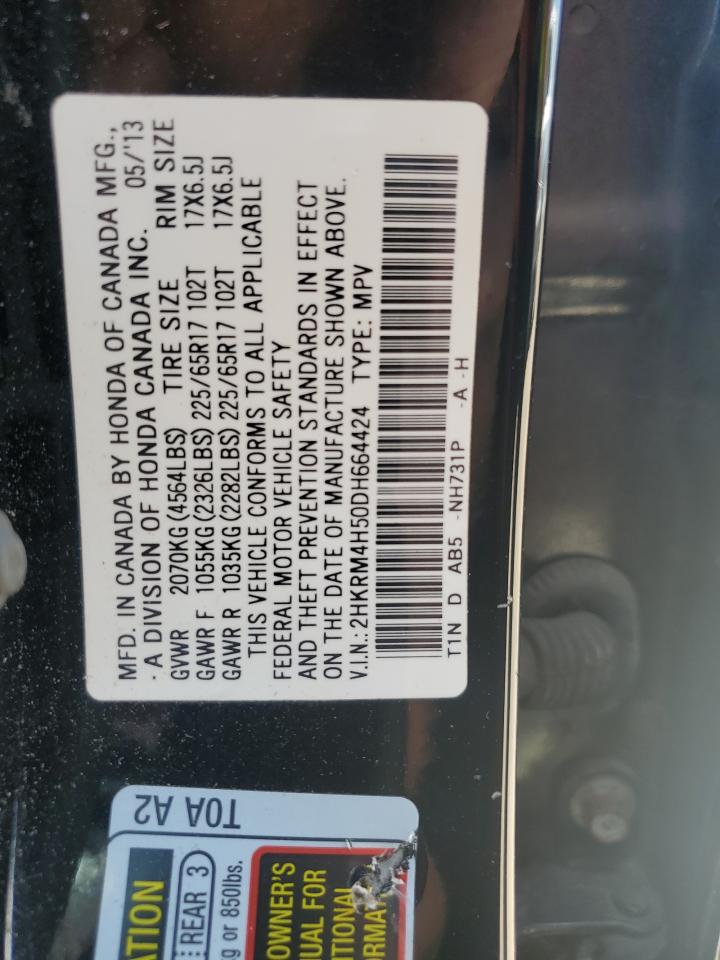 MFD. IN CANADA BY HONDA OF CANADA MFG.,
- A DIVISION OF HONDA CANADA INC. 05/'13
GVWR 2070KG (4564LBS) TIRE SIZE RIM SIZE
GAWR F 1055KG (2326LBS) 225/65R17 102T 17X6.5J
GAWR R 1035KG (2282LBS) 225/65R17 102T 17X6.5J
THIS VEHICLE CONFORMS TO ALL APPLICABLE
FEDERAL MOTOR VEHICLE SAFETY
AND THEFT PREVENTION STANDARDS IN EFFECT
ON THE DATE OF MANUFACTURE SHOWN ABOVE.
V.I.N.: 2HKRM4H50DH664424 TYPE: MPV
T1N D AB5 -NH731P -A -H
T0A A2
REAR 3
or 850lbs.
OWNER'S
FOR